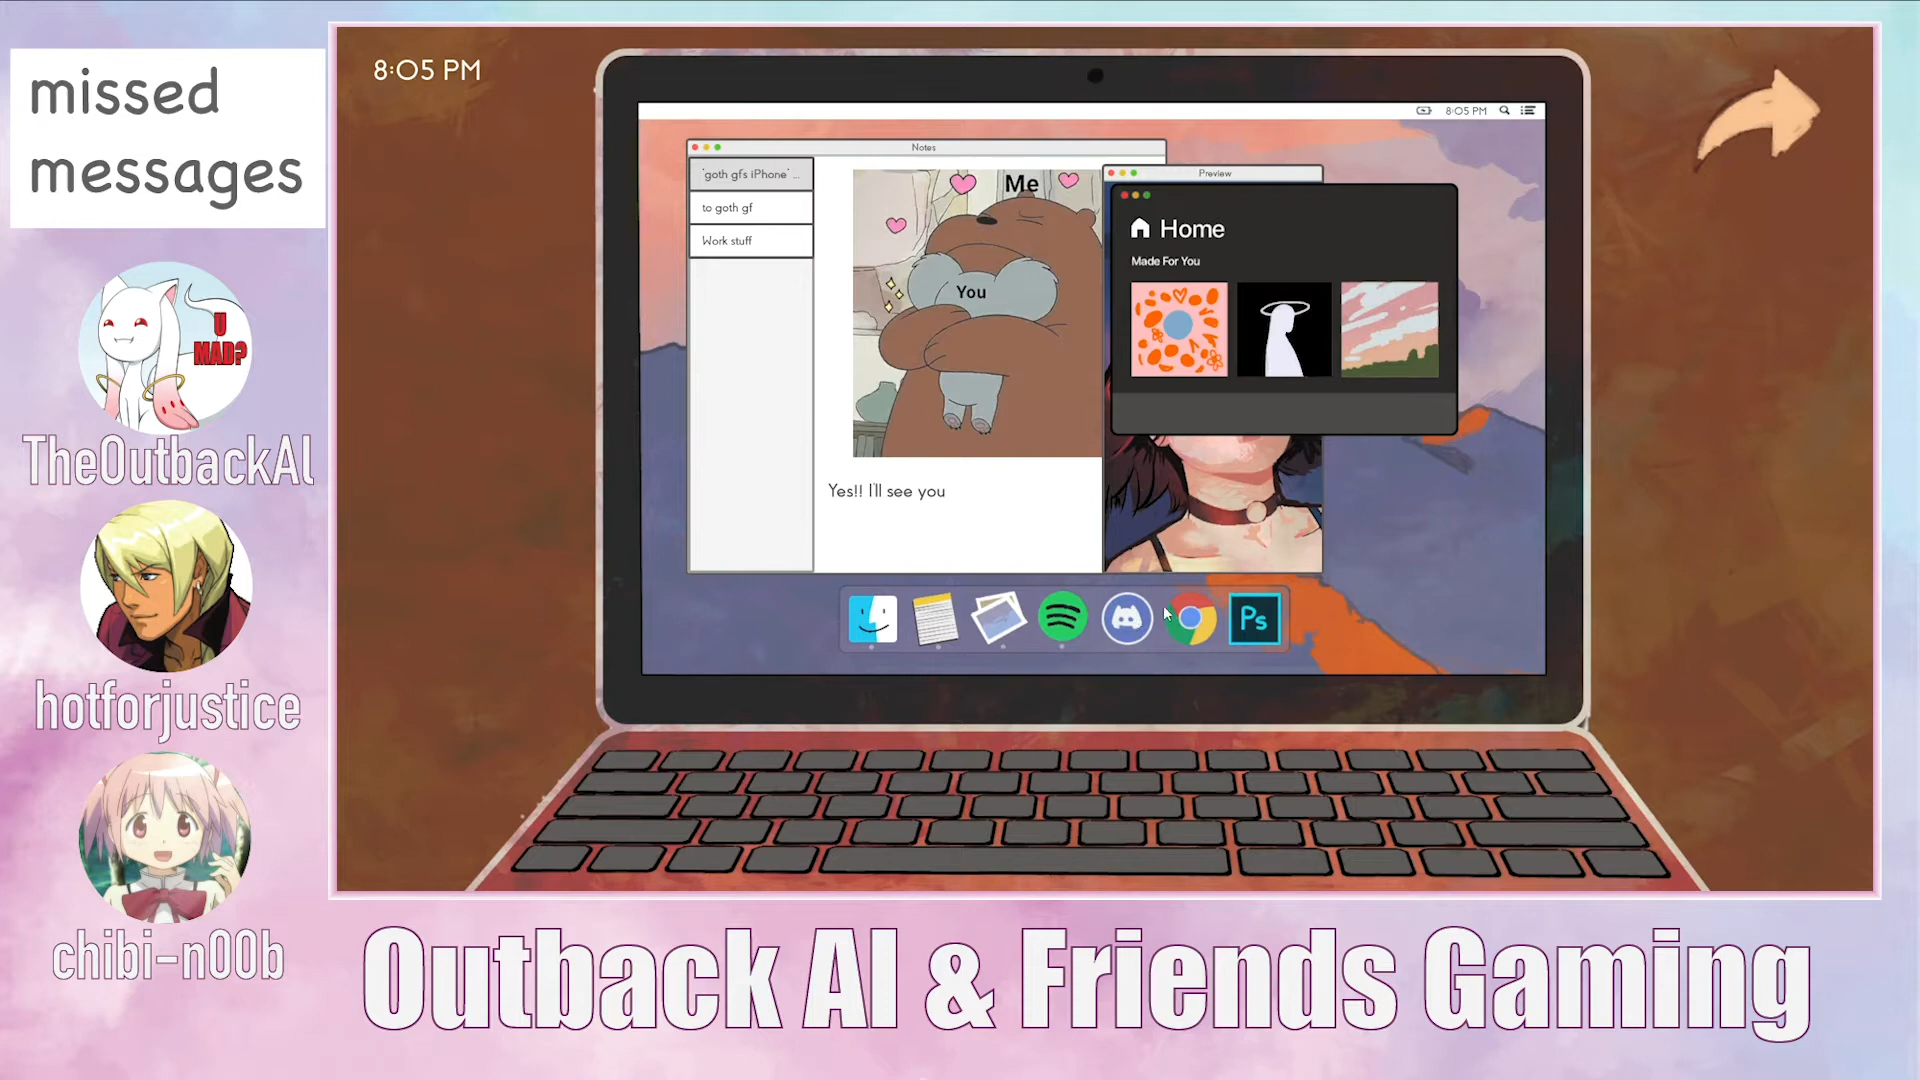 missed
messages
U
MAD?
TheOutbackAl
hotforjustice
chibi-n00b
8:05 PM
8:05 PM
Notes
'goth gfs iPhone' ...
to goth gf
Work stuff
Me
You
Yes!! I'll see you
Preview
Home
Made For You
Ps
Outback Al & Friends Gaming